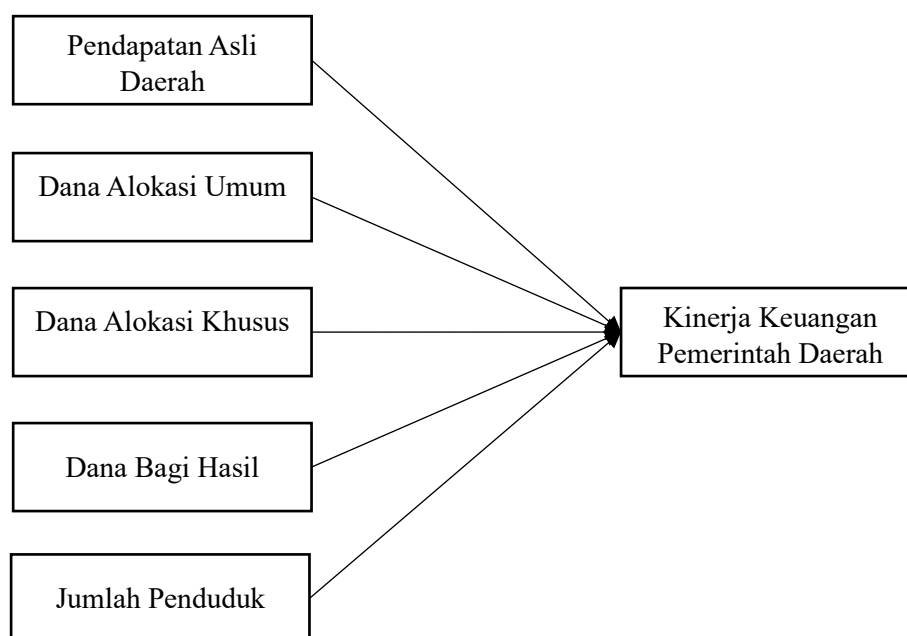 Pendapatan Asli
Daerah
Dana Alokasi Umum
Dana Alokasi Khusus
Kinerja Keuangan
Pemerintah Daerah
Dana Bagi Hasil
Jumlah Penduduk